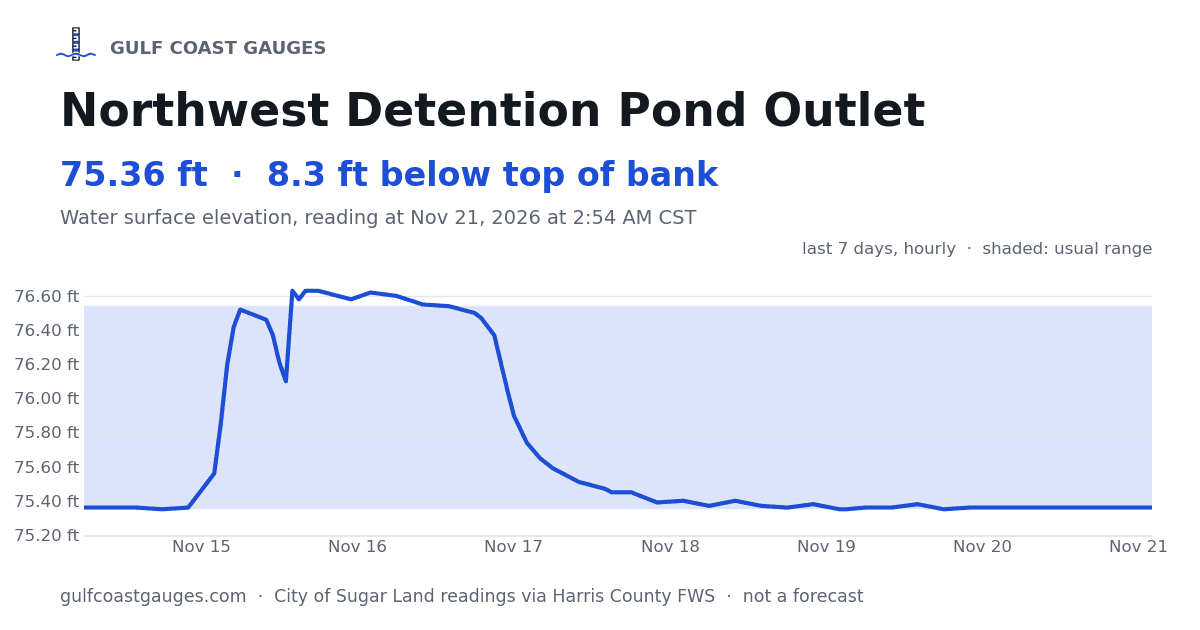 GULF COAST GAUGES
Northwest Detention Pond Outlet
75.36 ft · 8.3 ft below top of bank
Water surface elevation, reading at Nov 21, 2026 at 2:54 AM CST
last 7 days, hourly · shaded: usual range
76.60 ft
76.40 ft
76.20 ft
76.00 ft
75.80 ft
75.60 ft
75.40 ft
75.20 ft
Nov 15 Nov 16 Nov 17 Nov 18 Nov 19 Nov 20 Nov 21
gulfcoastgauges.com · City of Sugar Land readings via Harris County FWS · not a forecast